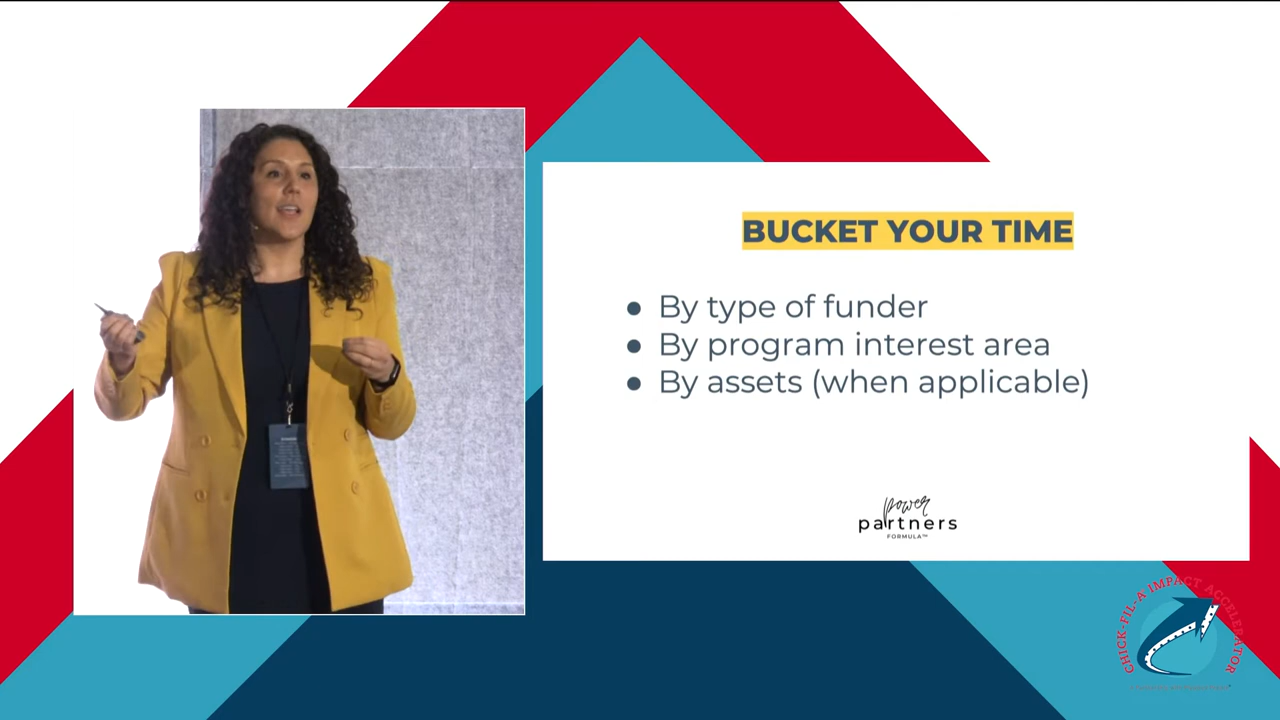 BUCKET YOUR TIME
● By type of funder
● By program interest area
● By assets (when applicable)
power
partners
FORMULA™
CHICK-FIL-A IMPACT ACCELERATOR